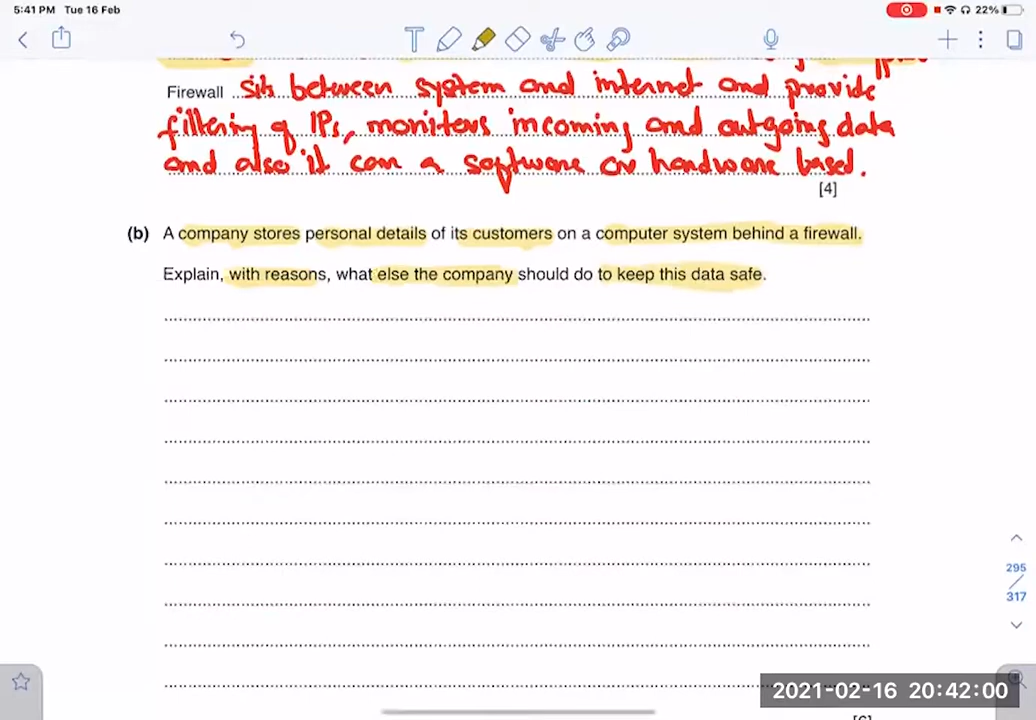 5:41 PM Tue 16 Feb
22%
Firewall sits between system and internet and provide
filtering of IPs, monitors incoming and outgoing data
and also it can a software or hardware based.
[4]
(b) A company stores personal details of its customers on a computer system behind a firewall.
Explain, with reasons, what else the company should do to keep this data safe.
295
317
2021-02-16 20:42:00